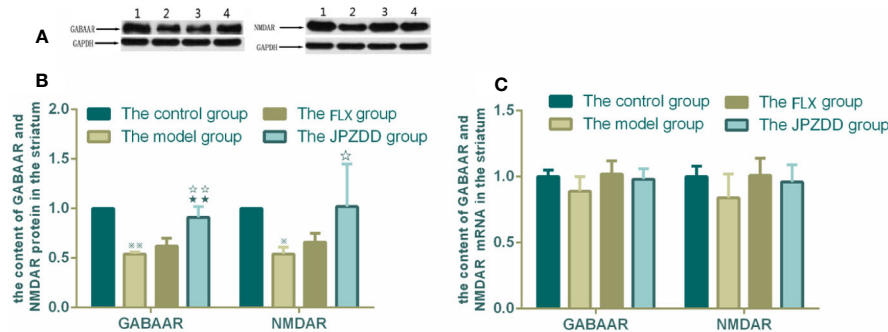 A
1 2 3 4
GABAAR
GAPDH
1 2 3 4
NMDAR
GAPDH
B
the content of GABAAR and
NMDAR protein in the striatum
2.0
1.5
1.0
0.5
0.0
The control group
The FLX group
The model group
The JPZDD group
※※
☆☆
★★
※
☆
GABAAR
NMDAR
C
the content of GABAAR and
NMDAR mRNA in the striatum
1.5
1.0
0.5
0.0
The control group
The FLX group
The model group
The JPZDD group
GABAAR
NMDAR